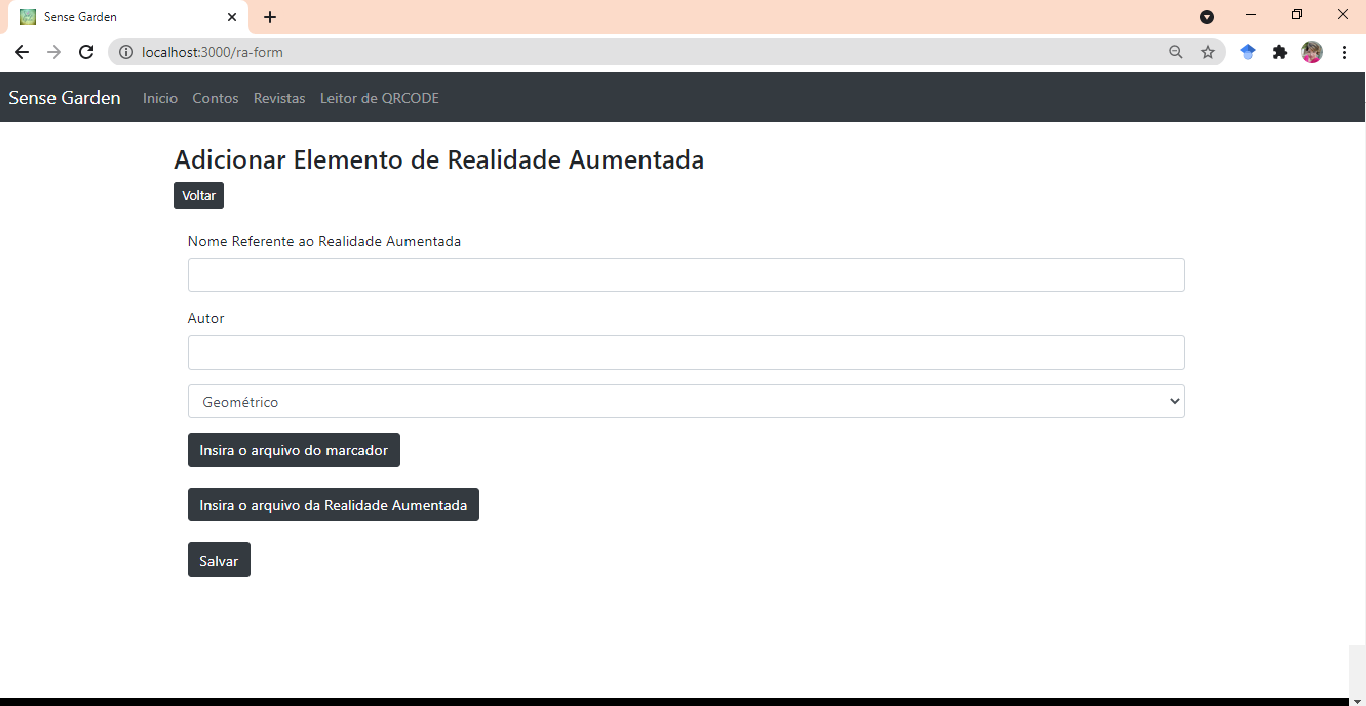 Sense Garden
localhost:3000/ra-form
Sense Garden Inicio Contos Revistas Leitor de QRCODE
Adicionar Elemento de Realidade Aumentada
Voltar
Nome Referente ao Realidade Aumentada
Autor
Geométrico
Insira o arquivo do marcador
Insira o arquivo da Realidade Aumentada
Salvar